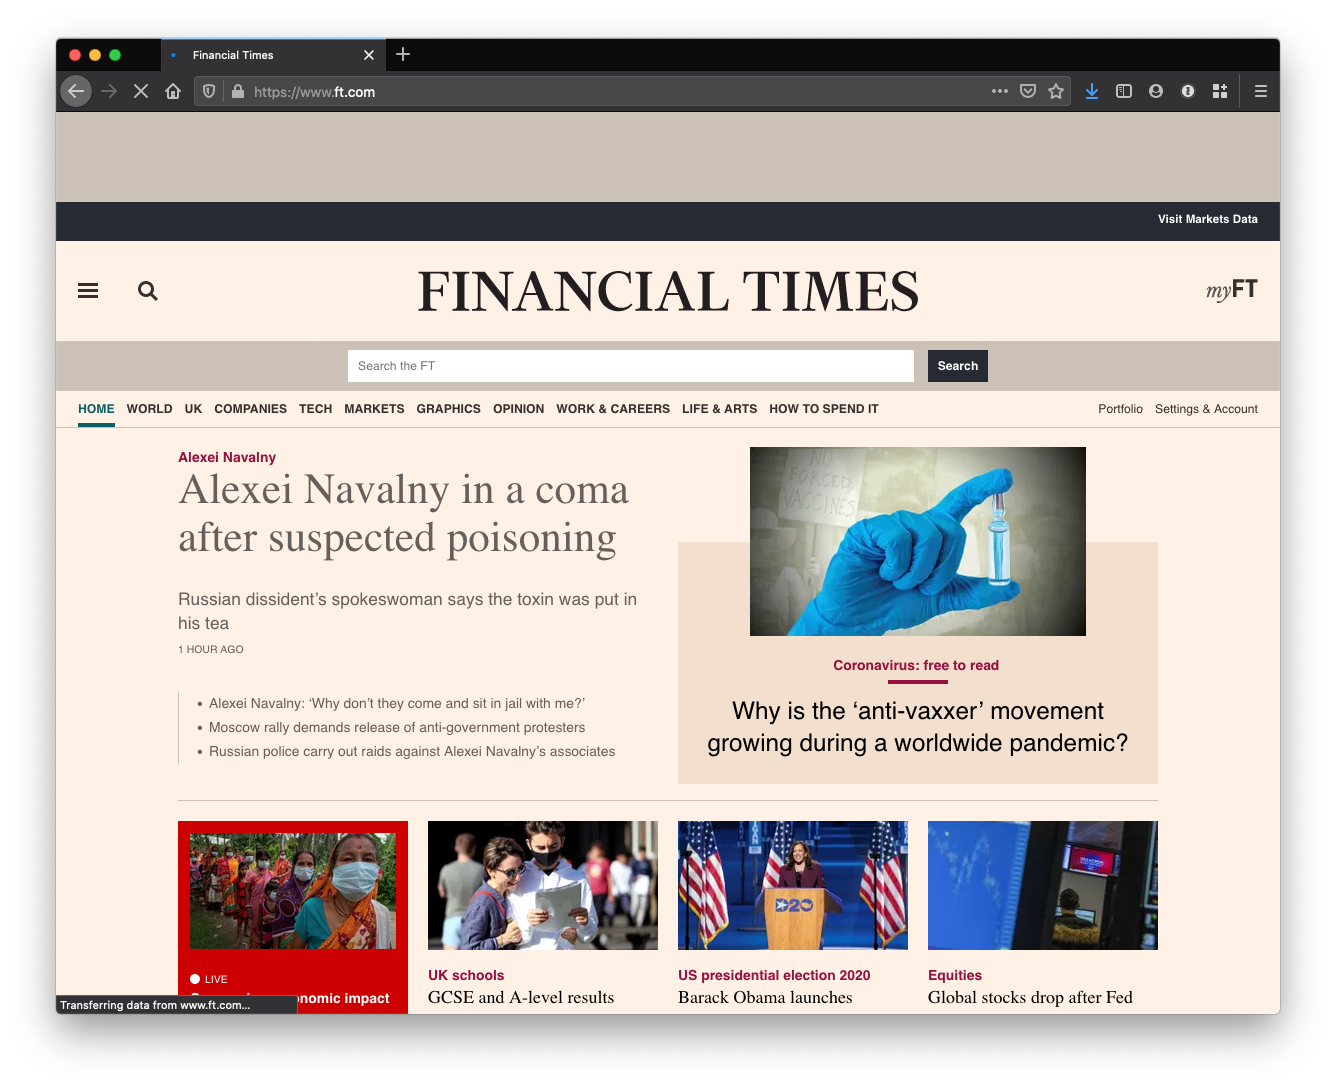 Financial Times
https://www.ft.com
Visit Markets Data
FINANCIAL TIMES
myFT
Search the FT
Search
HOME WORLD UK COMPANIES TECH MARKETS GRAPHICS OPINION WORK & CAREERS LIFE & ARTS HOW TO SPEND IT Portfolio Settings & Account
Alexei Navalny
Alexei Navalny in a coma
after suspected poisoning
Russian dissident’s spokeswoman says the toxin was put in
his tea
1 HOUR AGO
• Alexei Navalny: ‘Why don’t they come and sit in jail with me?’
• Moscow rally demands release of anti-government protesters
• Russian police carry out raids against Alexei Navalny’s associates
NO
FORCED
VACCINES
Coronavirus: free to read
Why is the ‘anti-vaxxer’ movement
growing during a worldwide pandemic?
LIVE
impact
UK schools
GCSE and A-level results
D20
US presidential election 2020
Barack Obama launches
Equities
Global stocks drop after Fed
Transferring data from www.ft.com...